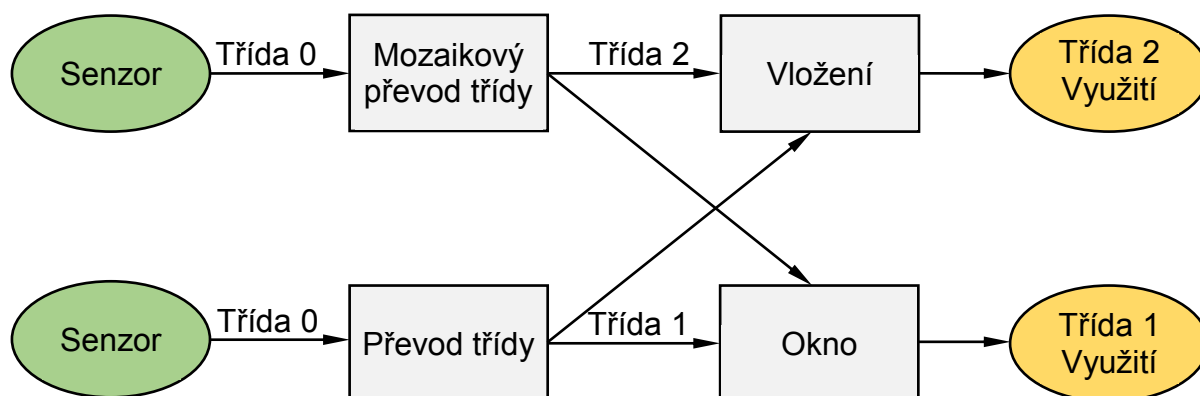 Senzor
Třída 0
Mozaikový
převod třídy
Třída 2
Vložení
Třída 2
Využití
Senzor
Třída 0
Převod třídy
Třída 1
Okno
Třída 1
Využití